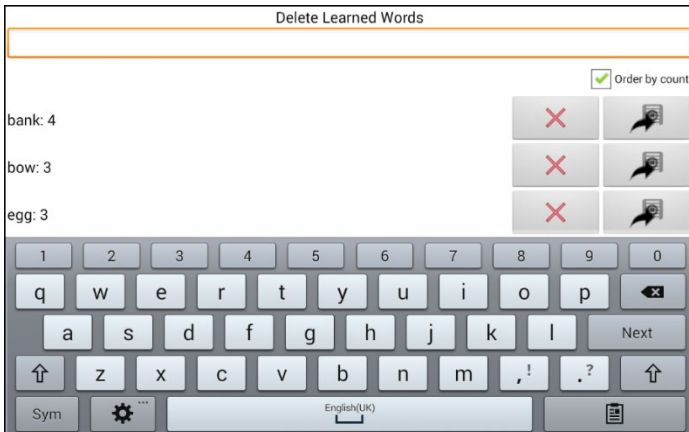 Delete Learned Words
Order by count
bank: 4
bow: 3
egg: 3
1 2 3 4 5 6 7 8 9 0
q w e r t y u i o p
a s d f g h j k l Next
z x c v b n m ,! .?
Sym ... English(UK)